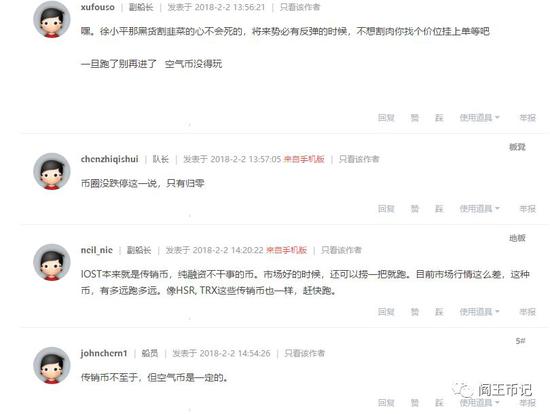 xufouso | 副船长 | 发表于 2018-2-2 13:56:21 | 只看该作者
嘿。徐小平那黑货割韭菜的心不会死的，将来势必有反弹的时候，不想割肉你找个价位挂上单等吧
一旦跑了别再进了 空气币没得玩
回复 赞 踩 使用道具 举报
板凳
chenzhiqishui | 队长 | 发表于 2018-2-2 13:57:05 来自手机版 | 只看该作者
币圈没跌停这一说，只有归零
回复 赞 踩 使用道具 举报
地板
neil_nie | 副船长 | 发表于 2018-2-2 14:20:22 来自手机版 | 只看该作者
IOST本来就是传销币，纯融资不干事的币。市场好的时候，还可以捞一把就跑。目前市场行情这么差，这种
币，有多远跑多远。像HSR, TRX这些传销币也一样，赶快跑。
回复 赞 踩 使用道具 举报
5#
johnchern1 | 船员 | 发表于 2018-2-2 14:54:26 | 只看该作者
传销币不至于，但空气币是一定的。
阎王币记